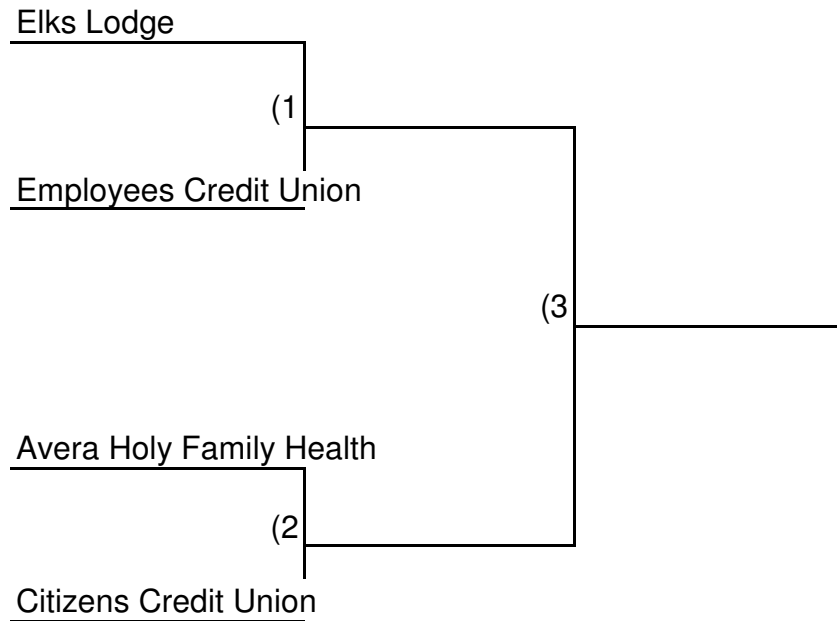 Elks Lodge
(1
Employees Credit Union
(3
Avera Holy Family Health
(2
Citizens Credit Union